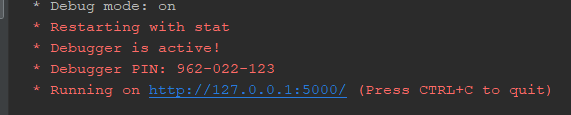 * Debug mode: on
* Restarting with stat
* Debugger is active!
* Debugger PIN: 962-022-123
* Running on http://127.0.0.1:5000/ (Press CTRL+C to quit)